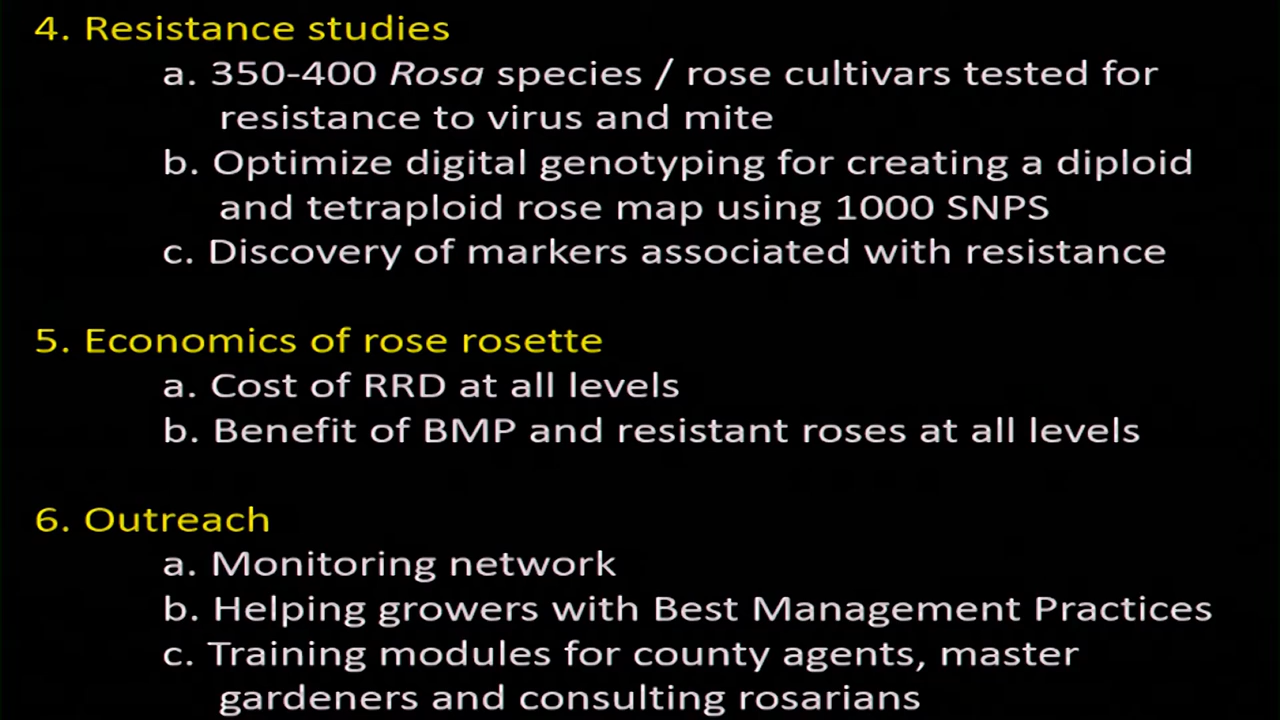 4. Resistance studies
a. 350-400 Rosa species / rose cultivars tested for
resistance to virus and mite
b. Optimize digital genotyping for creating a diploid
and tetraploid rose map using 1000 SNPS
c. Discovery of markers associated with resistance
5. Economics of rose rosette
a. Cost of RRD at all levels
b. Benefit of BMP and resistant roses at all levels
6. Outreach
a. Monitoring network
b. Helping growers with Best Management Practices
c. Training modules for county agents, master
gardeners and consulting rosarians